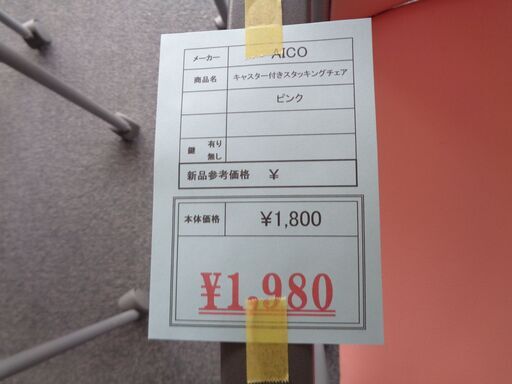 メーカー AICO
商品名 キャスター付きスタッキングチェア
ピンク
鍵 有り
無し
新品参考価格 ¥
本体価格 ¥1,800
¥1,980